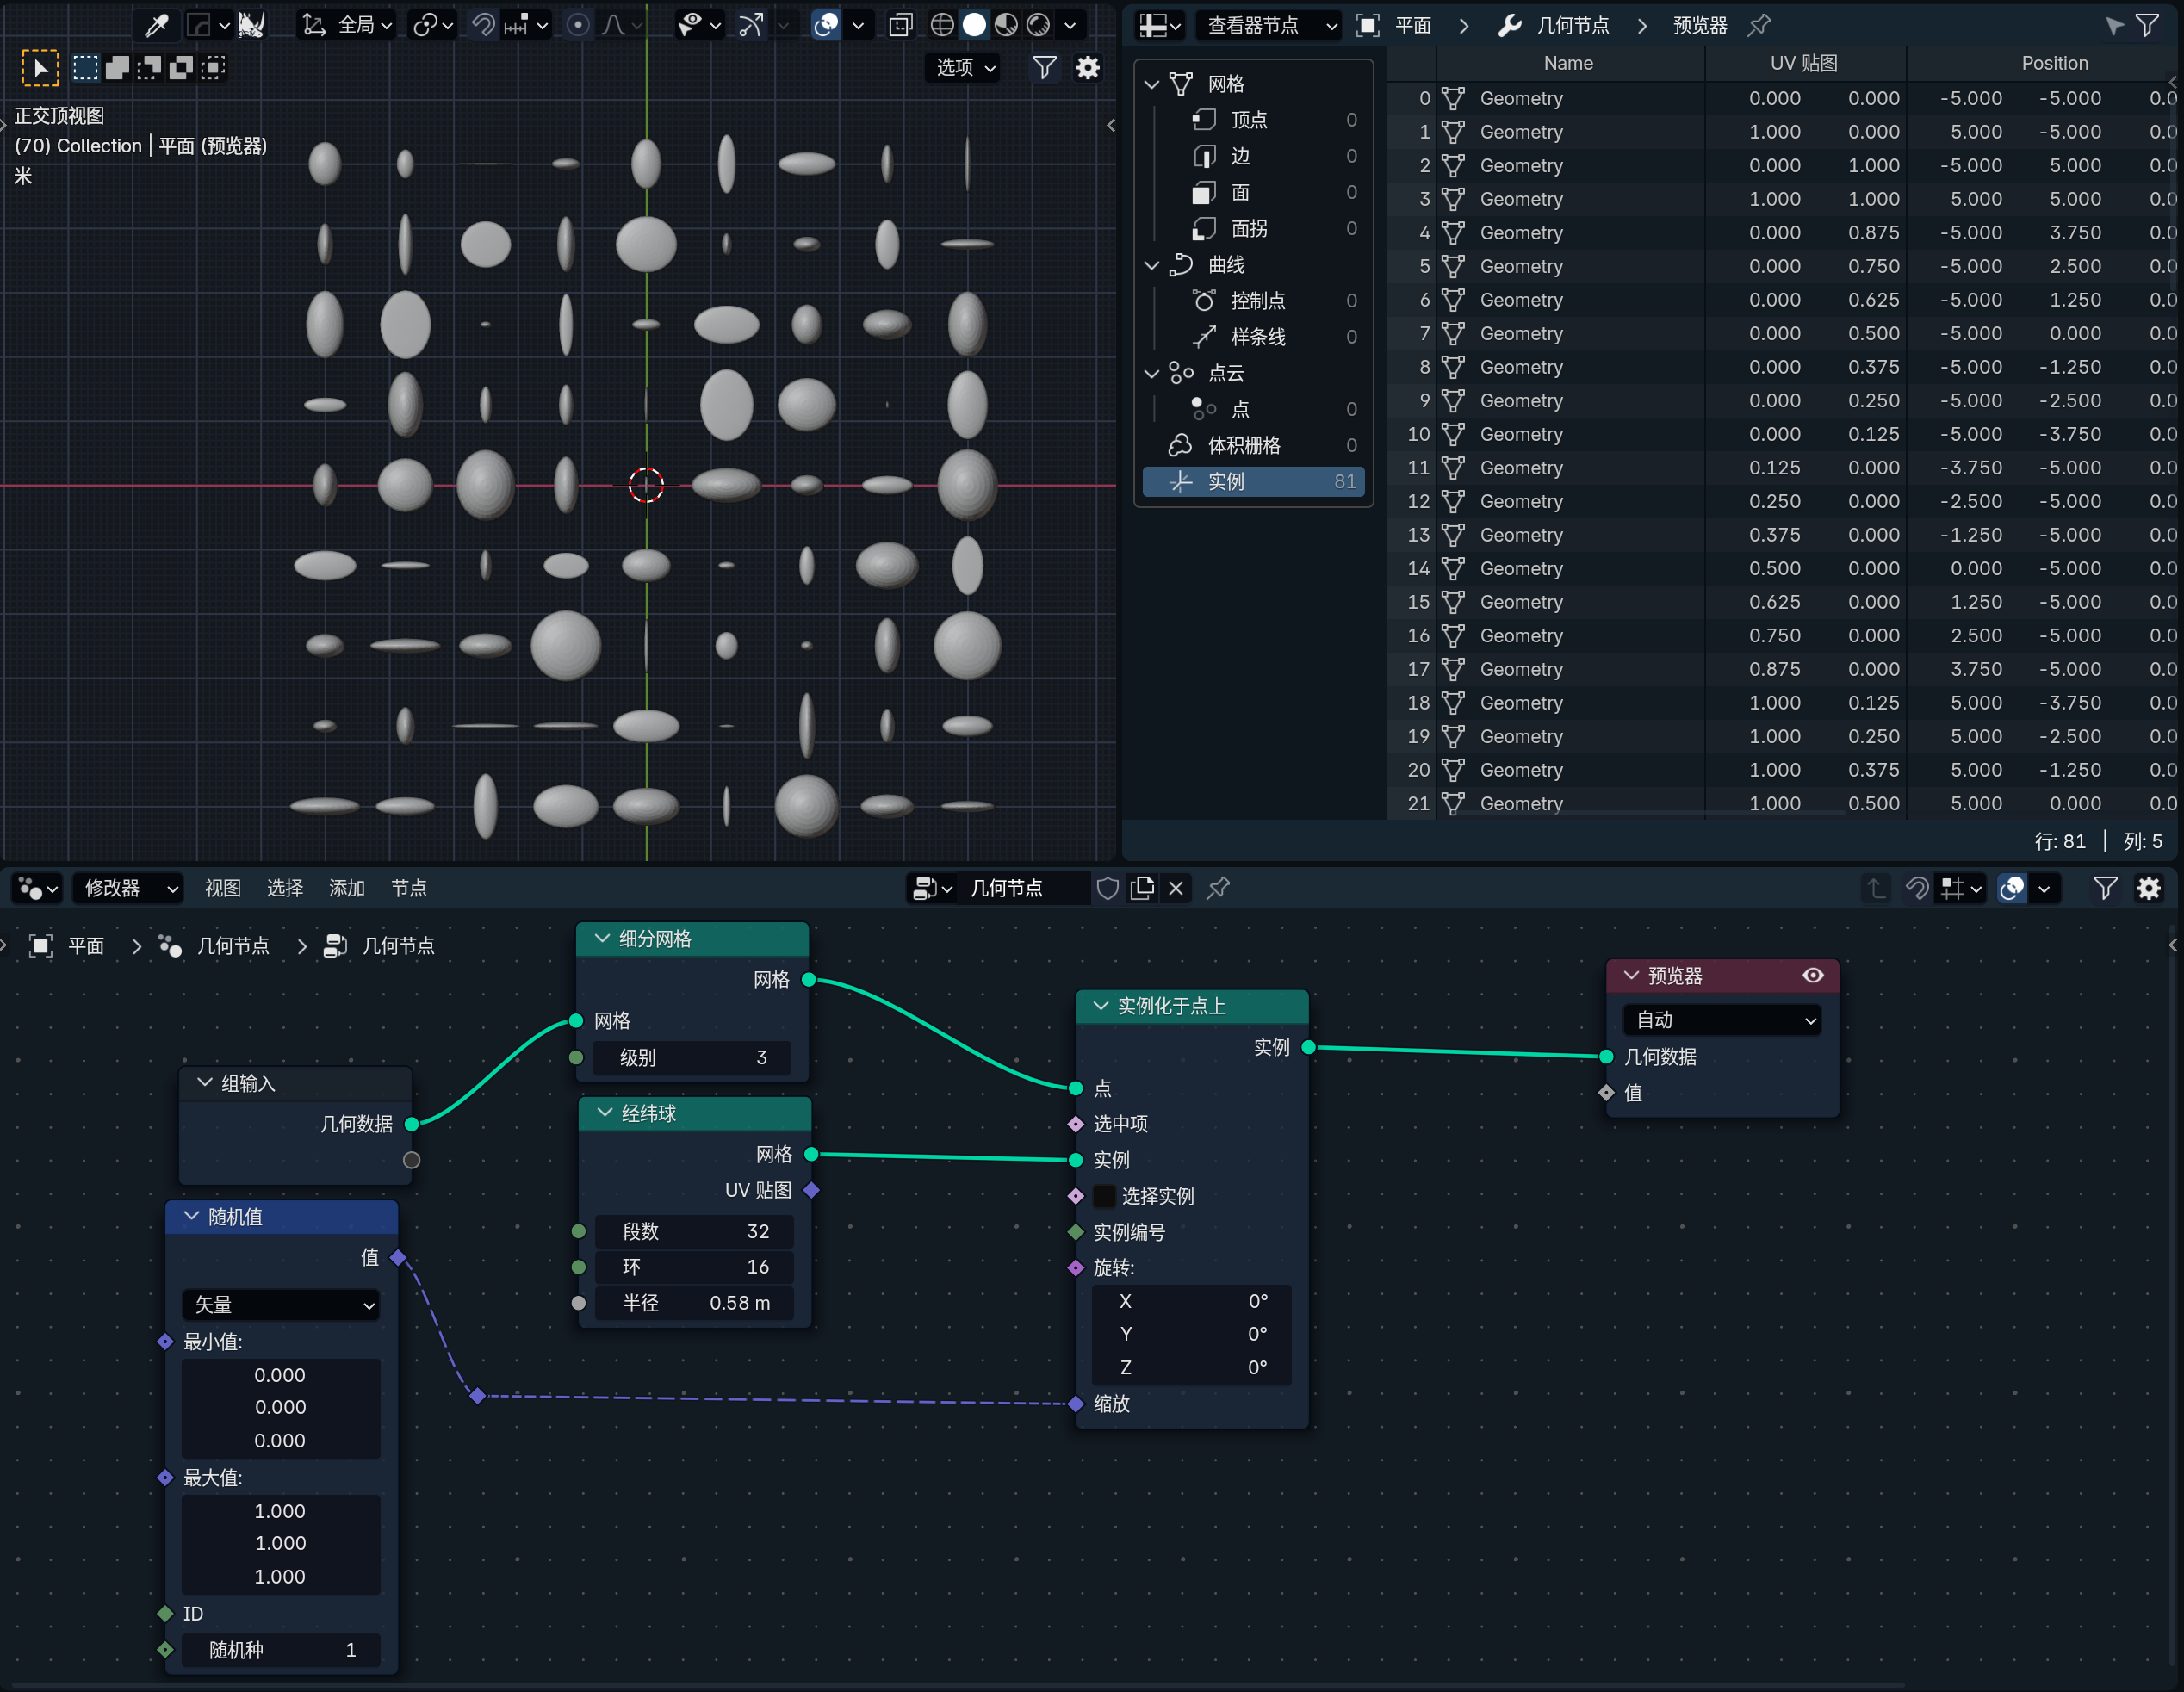 全局
选项
正交顶视图
(70) Collection | 平面 (预览器)
米
查看器节点
平面
几何节点
预览器
网格
顶点 0
边 0
面 0
面拐 0
曲线
控制点 0
样条线 0
点云
点 0
体积栅格 0
实例 81
Name UV 贴图 Position
0 Geometry 0.000 0.000 -5.000 -5.000 0.0
1 Geometry 1.000 0.000 5.000 -5.000 0.0
2 Geometry 0.000 1.000 -5.000 5.000 0.0
3 Geometry 1.000 1.000 5.000 5.000 0.0
4 Geometry 0.000 0.875 -5.000 3.750 0.0
5 Geometry 0.000 0.750 -5.000 2.500 0.0
6 Geometry 0.000 0.625 -5.000 1.250 0.0
7 Geometry 0.000 0.500 -5.000 0.000 0.0
8 Geometry 0.000 0.375 -5.000 -1.250 0.0
9 Geometry 0.000 0.250 -5.000 -2.500 0.0
10 Geometry 0.000 0.125 -5.000 -3.750 0.0
11 Geometry 0.125 0.000 -3.750 -5.000 0.0
12 Geometry 0.250 0.000 -2.500 -5.000 0.0
13 Geometry 0.375 0.000 -1.250 -5.000 0.0
14 Geometry 0.500 0.000 0.000 -5.000 0.0
15 Geometry 0.625 0.000 1.250 -5.000 0.0
16 Geometry 0.750 0.000 2.500 -5.000 0.0
17 Geometry 0.875 0.000 3.750 -5.000 0.0
18 Geometry 1.000 0.125 5.000 -3.750 0.0
19 Geometry 1.000 0.250 5.000 -2.500 0.0
20 Geometry 1.000 0.375 5.000 -1.250 0.0
21 Geometry 1.000 0.500 5.000 0.000 0.0
行: 81 | 列: 5
修改器 视图 选择 添加 节点
几何节点
平面 几何节点 几何节点
组输入
几何数据
随机值
值
矢量
最小值:
0.000
0.000
0.000
最大值:
1.000
1.000
1.000
ID
随机种 1
细分网格
网格
网格
级别 3
经纬球
网格
UV 贴图
段数 32
环 16
半径 0.58 m
实例化于点上
实例
点
选中项
实例
选择实例
实例编号
旋转:
X 0°
Y 0°
Z 0°
缩放
预览器
自动
几何数据
值